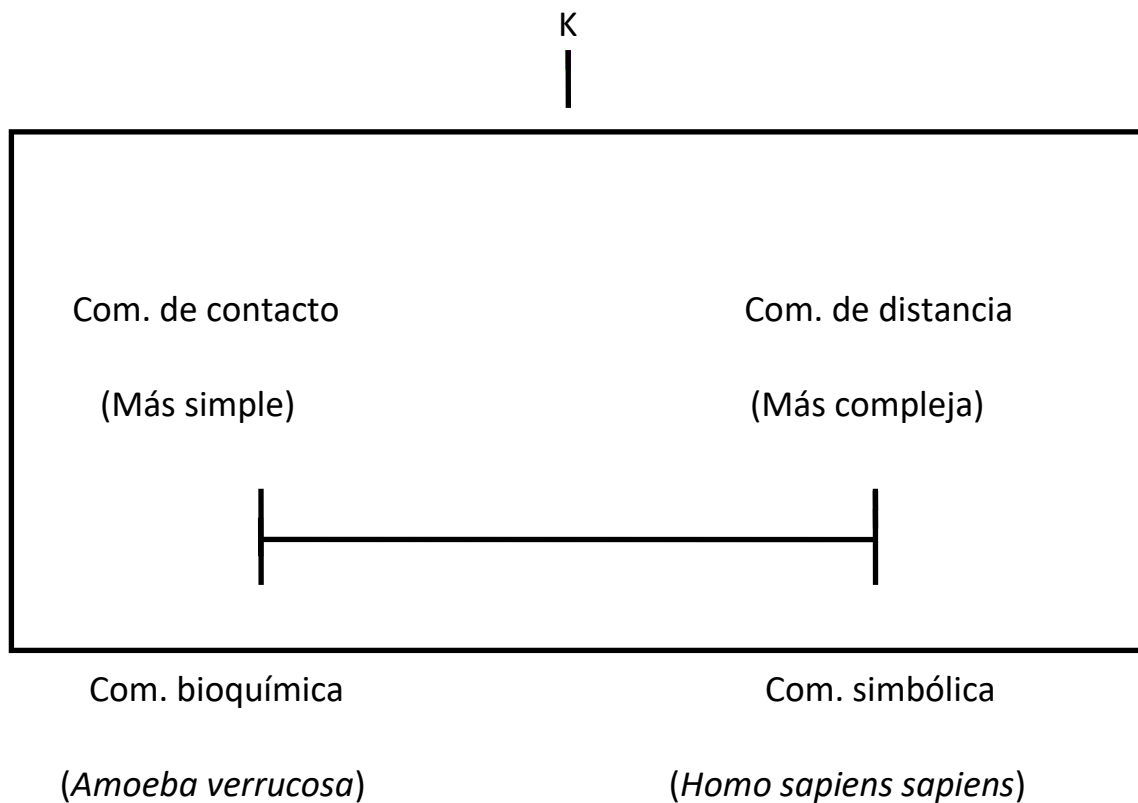 K
Com. de contacto Com. de distancia
(Más simple) (Más compleja)
Com. bioquímica Com. simbólica
(Amoeba verrucosa) (Homo sapiens sapiens)